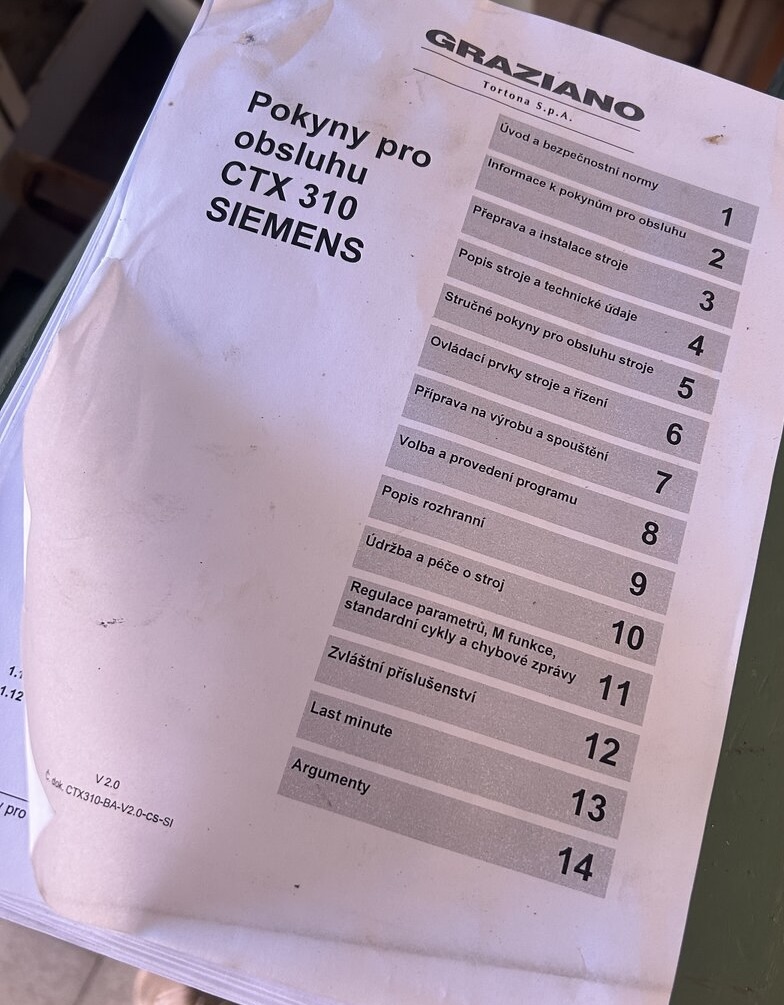 GRAZIANO
Tortona S.p.A.
Pokyny pro
obsluhu
CTX 310
SIEMENS
Úvod a bezpečnostní normy 1
Informace k pokynům pro obsluhu 2
Přeprava a instalace stroje 3
Popis stroje a technické údaje 4
Stručné pokyny pro obsluhu stroje 5
Ovládací prvky stroje a řízení 6
Příprava na výrobu a spouštění 7
Volba a provedení programu 8
Popis rozhranní 9
Údržba a péče o stroj 10
Regulace parametrů, M funkce,
standardní cykly a chybové zprávy 11
Zvláštní příslušenství 12
Last minute 13
Argumenty 14
V 2.0
Č. dok. CTX310-BA-V2.0-cs-SI
1.12
pro